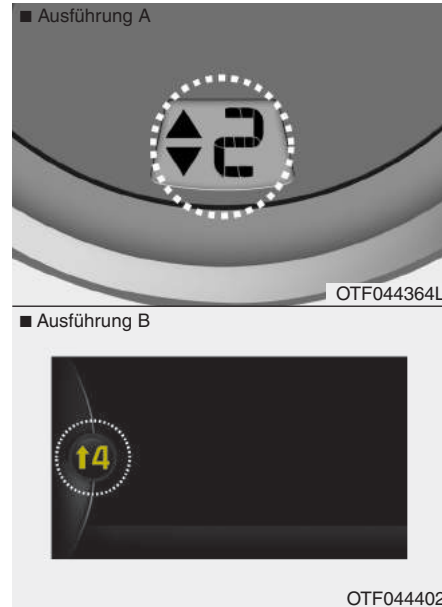 ■ Ausführung A
▲
▼2
OTF044364L
■ Ausführung B
↑4
OTF044402